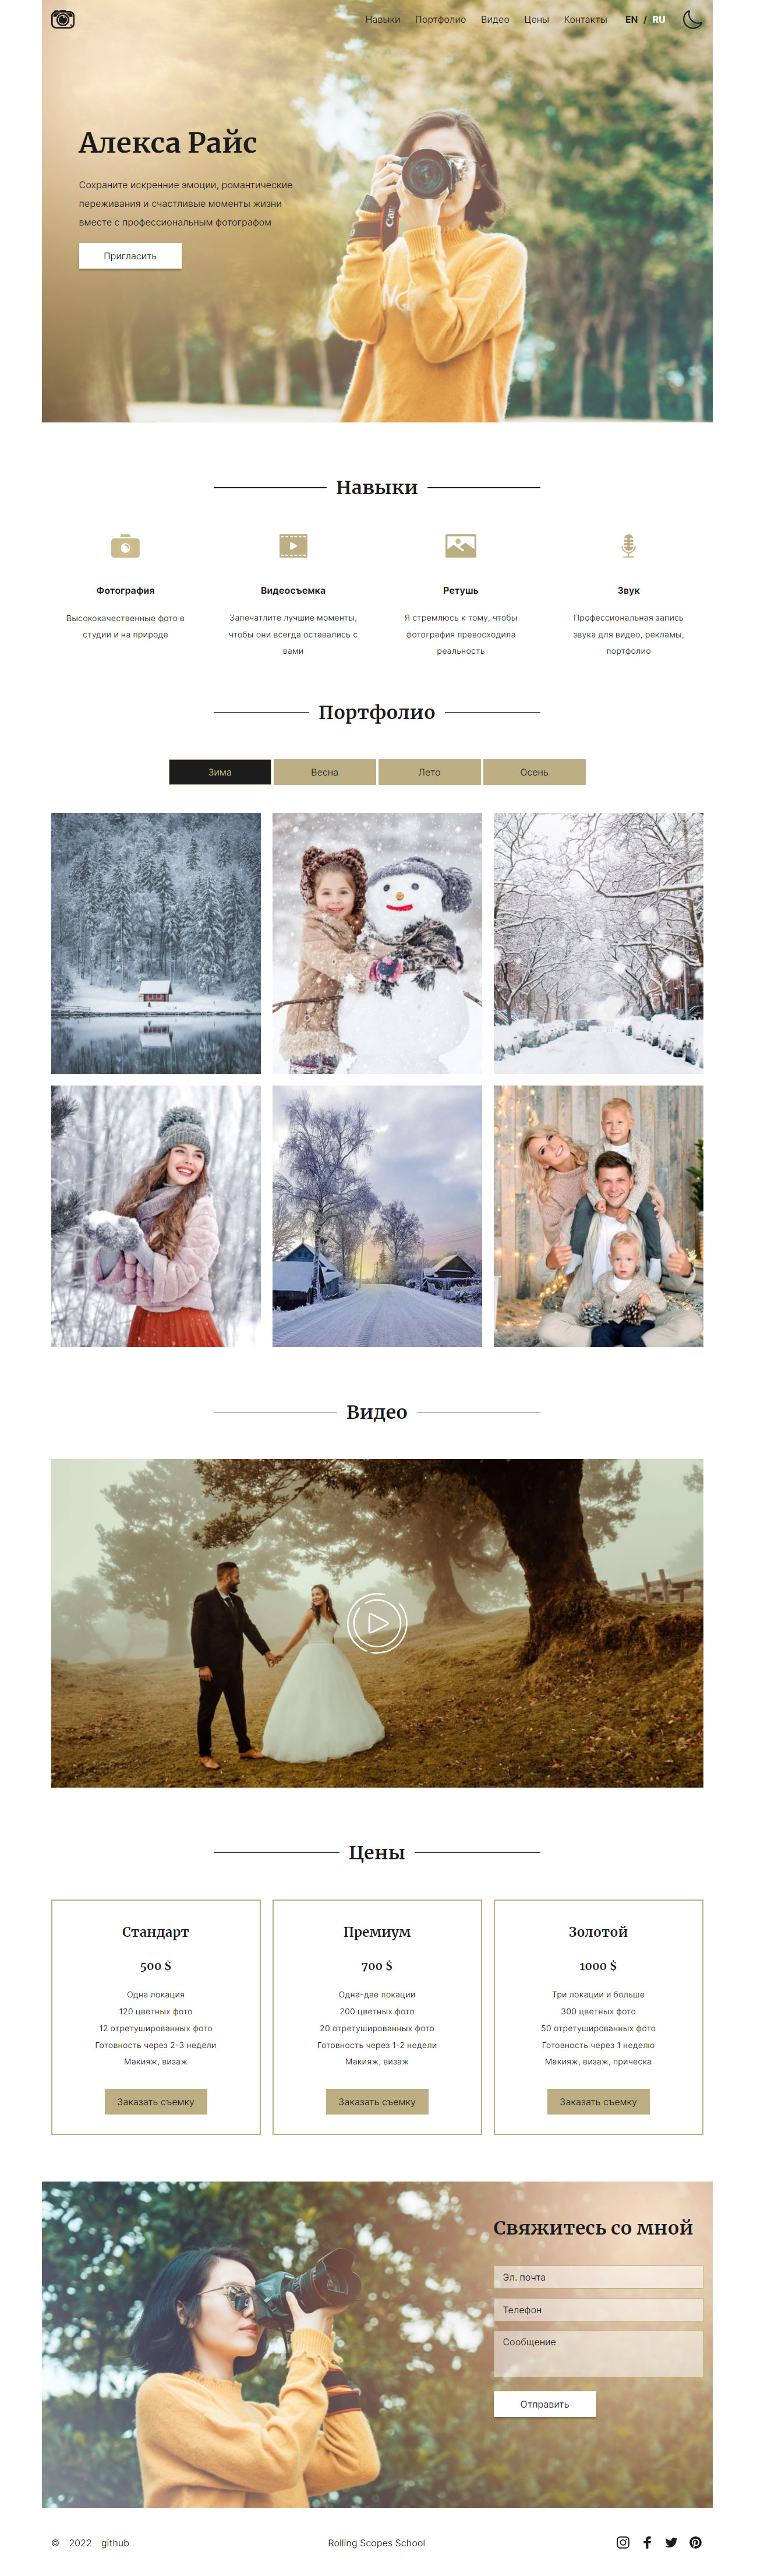 Навыки Портфолио Видео Цены Контакты EN / RU
Алекса Райс
Сохраните искренние эмоции, романтические
переживания и счастливые моменты жизни
вместе с профессиональным фотографом
Пригласить
Навыки
Фотография
Высококачественные фото в
студии и на природе
Видеосъемка
Запечатлите лучшие моменты,
чтобы они всегда оставались с
вами
Ретушь
Я стремлюсь к тому, чтобы
фотография превосходила
реальность
Звук
Профессиональная запись
звука для видео, рекламы,
портфолио
Портфолио
Зима Весна Лето Осень
Видео
Цены
Стандарт
500 $
Одна локация
120 цветных фото
12 отретушированных фото
Готовность через 2-3 недели
Макияж, визаж
Заказать съемку
Премиум
700 $
Одна-две локации
200 цветных фото
20 отретушированных фото
Готовность через 1-2 недели
Макияж, визаж
Заказать съемку
Золотой
1000 $
Три локации и больше
300 цветных фото
50 отретушированных фото
Готовность через 1 неделю
Макияж, визаж, прическа
Заказать съемку
Свяжитесь со мной
Эл. почта
Телефон
Сообщение
Отправить
© 2022 github
Rolling Scopes School